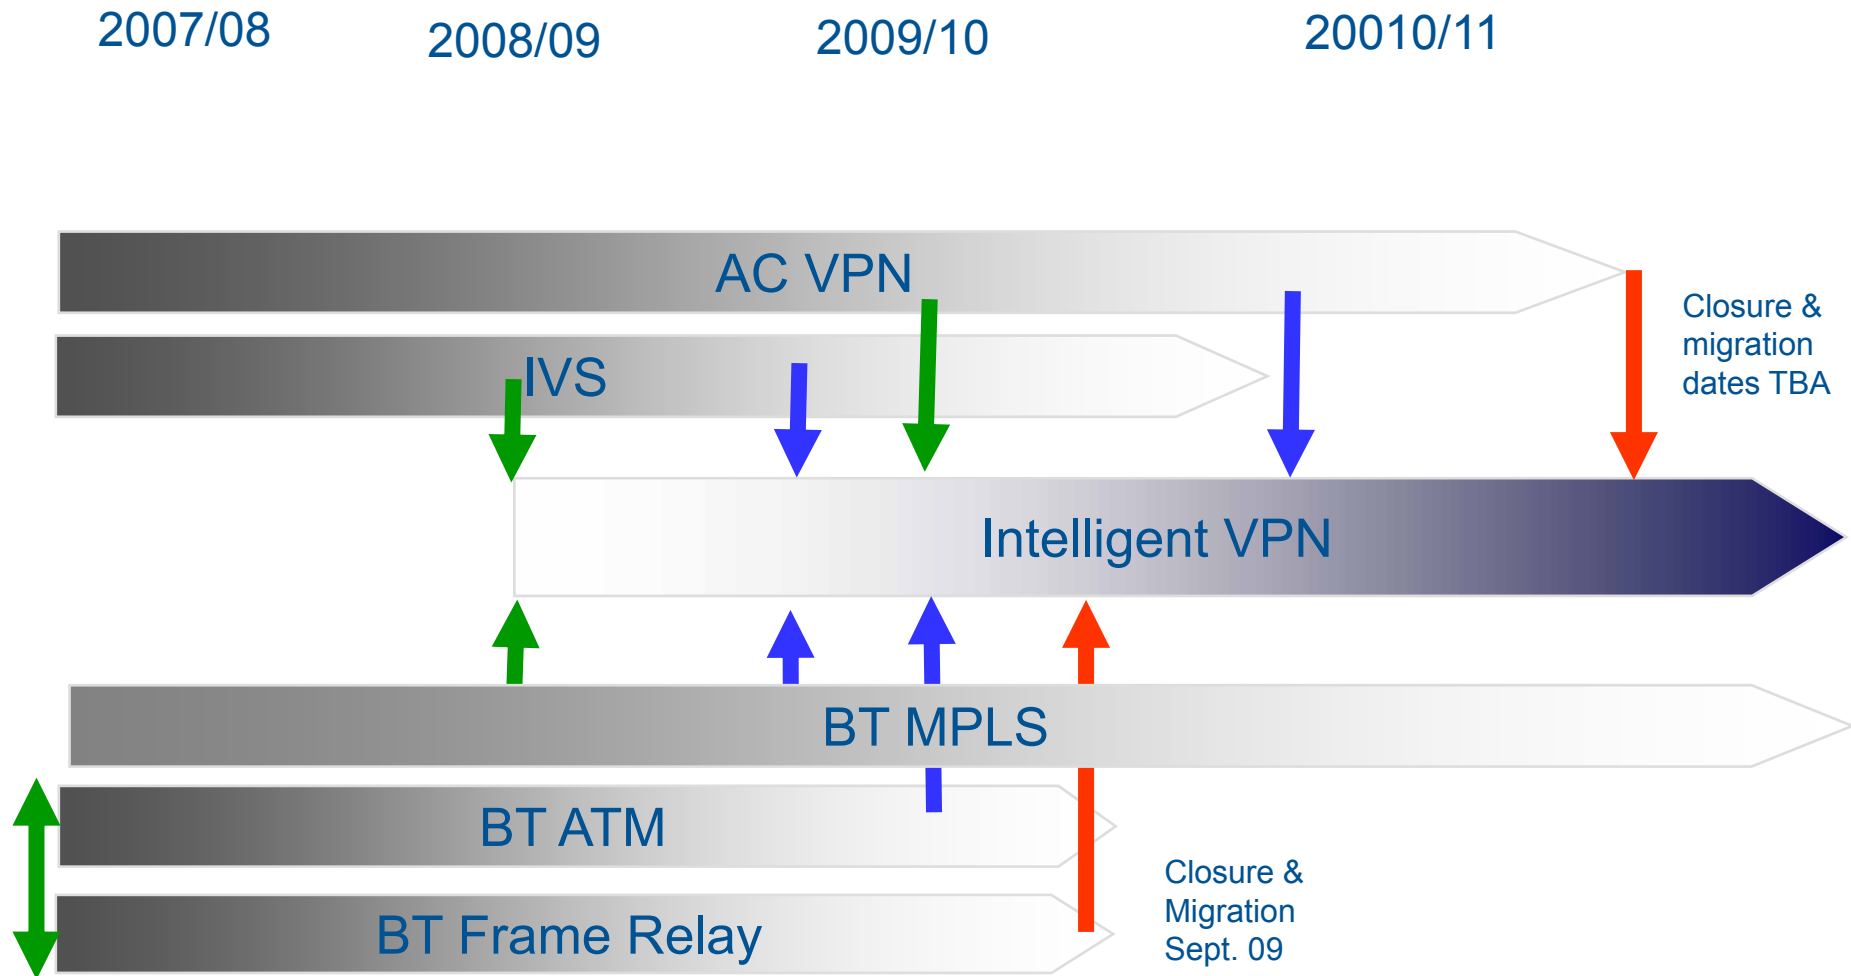 2007/08
2008/09
2009/10
20010/11
AC VPN
Closure &
migration
dates TBA
IVS
Intelligent VPN
BT MPLS
BT ATM
Closure &
Migration
Sept. 09
BT Frame Relay